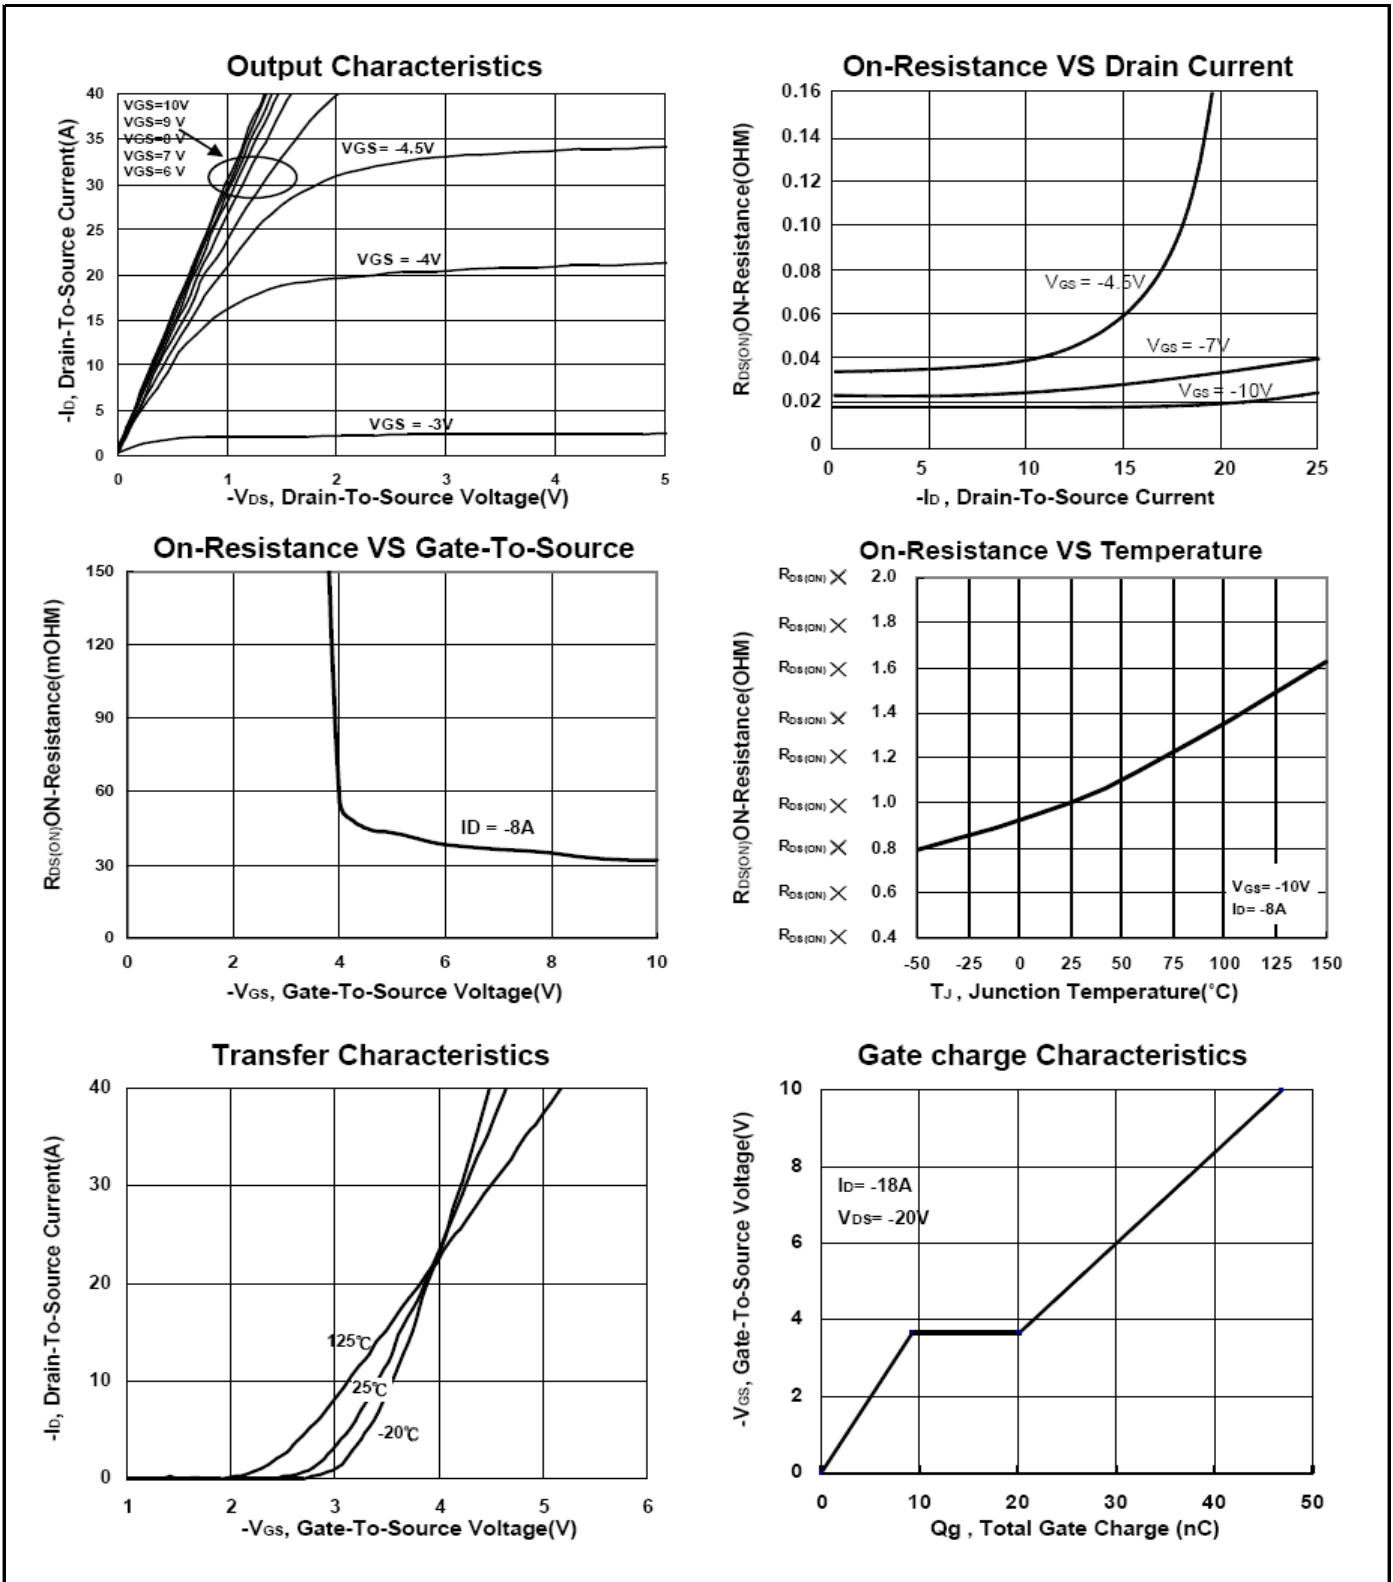 Output Characteristics
-ID, Drain-To-Source Current(A)
40
35
30
25
20
15
10
5
0
VGS=10V
VGS=9 V
VGS=8 V
VGS=7 V
VGS=6 V
VGS= -4.5V
VGS = -4V
VGS = -3V
0 1 2 3 4 5
-VDS, Drain-To-Source Voltage(V)
On-Resistance VS Drain Current
RDS(ON)ON-Resistance(OHM)
0.16
0.14
0.12
0.10
0.08
0.06
0.04
0.02
0
VGS = -4.5V
VGS = -7V
VGS = -10V
0 5 10 15 20 25
-ID , Drain-To-Source Current
On-Resistance VS Gate-To-Source
RDS(ON)ON-Resistance(mOHM)
150
120
90
60
30
0
ID = -8A
0 2 4 6 8 10
-VGS, Gate-To-Source Voltage(V)
On-Resistance VS Temperature
RDS(ON)ON-Resistance(OHM)
RDS(ON) × 2.0
RDS(ON) × 1.8
RDS(ON) × 1.6
RDS(ON) × 1.4
RDS(ON) × 1.2
RDS(ON) × 1.0
RDS(ON) × 0.8
RDS(ON) × 0.6
RDS(ON) × 0.4
VGS= -10V
ID= -8A
-50 -25 0 25 50 75 100 125 150
TJ , Junction Temperature(°C)
Transfer Characteristics
-ID, Drain-To-Source Current(A)
40
30
20
10
0
125℃
25℃
-20℃
1 2 3 4 5 6
-VGS, Gate-To-Source Voltage(V)
Gate charge Characteristics
-VGS, Gate-To-Source Voltage(V)
10
8
6
4
2
0
ID= -18A
VDS= -20V
0 10 20 30 40 50
Qg , Total Gate Charge (nC)